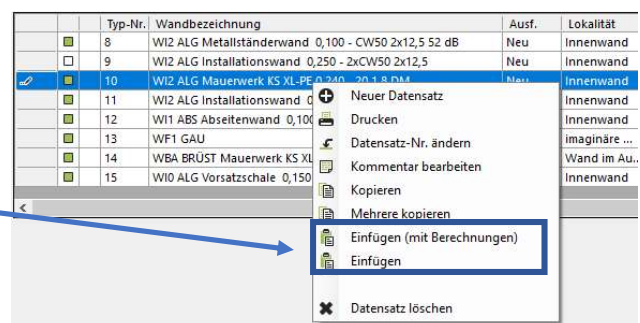 Typ-Nr. Wandbezeichnung Ausf. Lokalität
8 WI2 ALG Metallständerwand 0,100 - CW50 2x12,5 52 dB Neu Innenwand
9 WI2 ALG Installationswand 0,250 - 2xCW50 2x12,5 Neu Innenwand
10 WI2 ALG Mauerwerk KS XL-PE 0,240 - 20 1,8 DM Neu Innenwand
11 WI2 ALG Installationswand Innenwand
12 WI1 ABS Abseitenwand 0,100 Innenwand
13 WF1 GAU imaginäre ...
14 WBA BRÜST Mauerwerk KS XL Wand im Au...
15 WI0 ALG Vorsatzschale 0,150 Innenwand
Neuer Datensatz
Drucken
Datensatz-Nr. ändern
Kommentar bearbeiten
Kopieren
Mehrere kopieren
Einfügen (mit Berechnungen)
Einfügen
Datensatz löschen